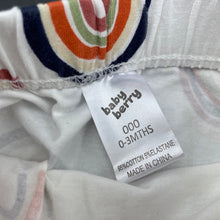 baby
berry
000
0-3MTHS
95%COTTON 5%ELASTANE
MADE IN CHINA